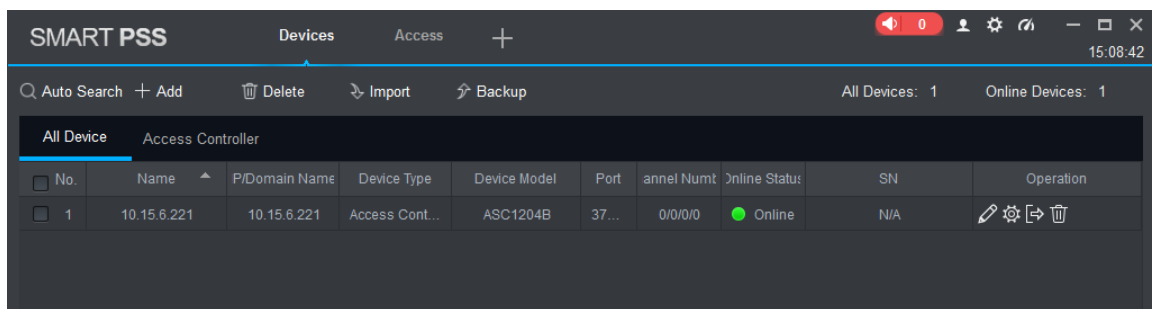 SMART PSS Devices Access 0
15:08:42
Auto Search Add Delete Import Backup All Devices: 1 Online Devices: 1
All Device Access Controller
No. Name P/Domain Name Device Type Device Model Port annel Numb Online Status SN Operation
1 10.15.6.221 10.15.6.221 Access Cont... ASC1204B 37... 0/0/0/0 Online N/A